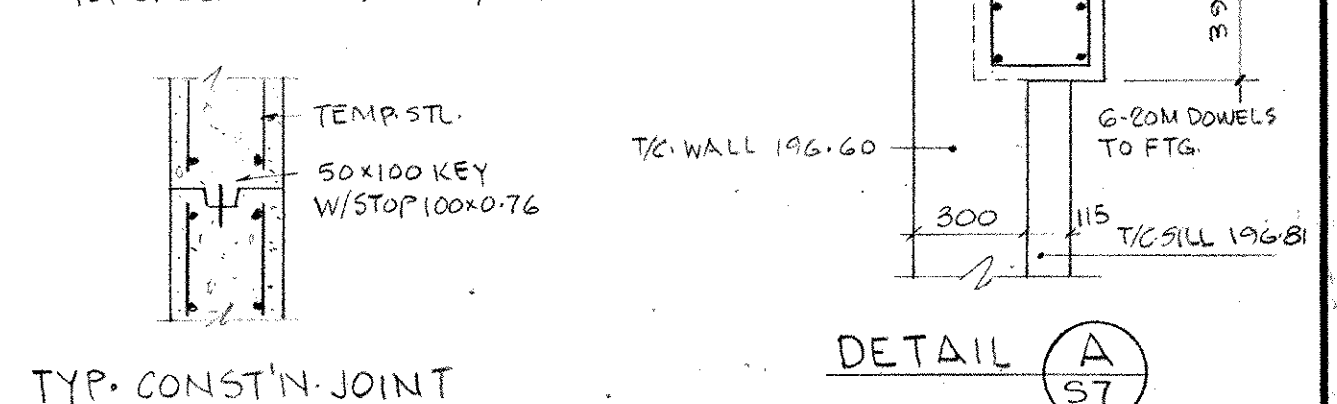 TEMP. STL.
50x100 KEY
W/STOP 100x0.76
TYP. CONST'N. JOINT
39
6-20M DOWELS
TO FTG.
T/C. WALL 196.60
300
115
T/C SILL 196.81
DETAIL A
S7